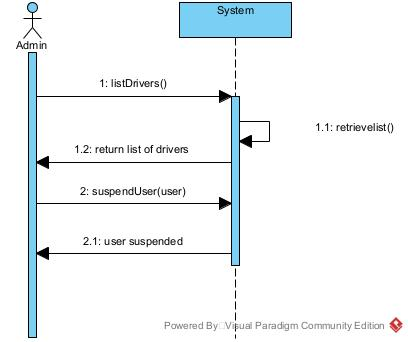 System
Admin
1: listDrivers()
1.1: retrievelist()
1.2: return list of drivers
2: suspendUser(user)
2.1: user suspended
Powered By Visual Paradigm Community Edition